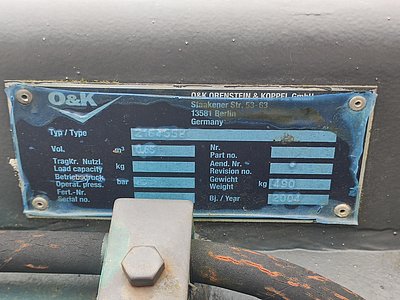 O&K
O&K ORENSTEIN & KOPPEL GmbH
Staakener Str. 53-63
13581 Berlin
Germany
Typ / Type
Vol. m³
Nr.
Part no.
TragKr. Nutzl.
Load capacity kg
Aend. Nr.
Revision no.
Betriebsdruck
Operat. press. bar
Gewicht
Weight kg 490
Fert.-Nr.
Serial no.
Bj. / Year 2004